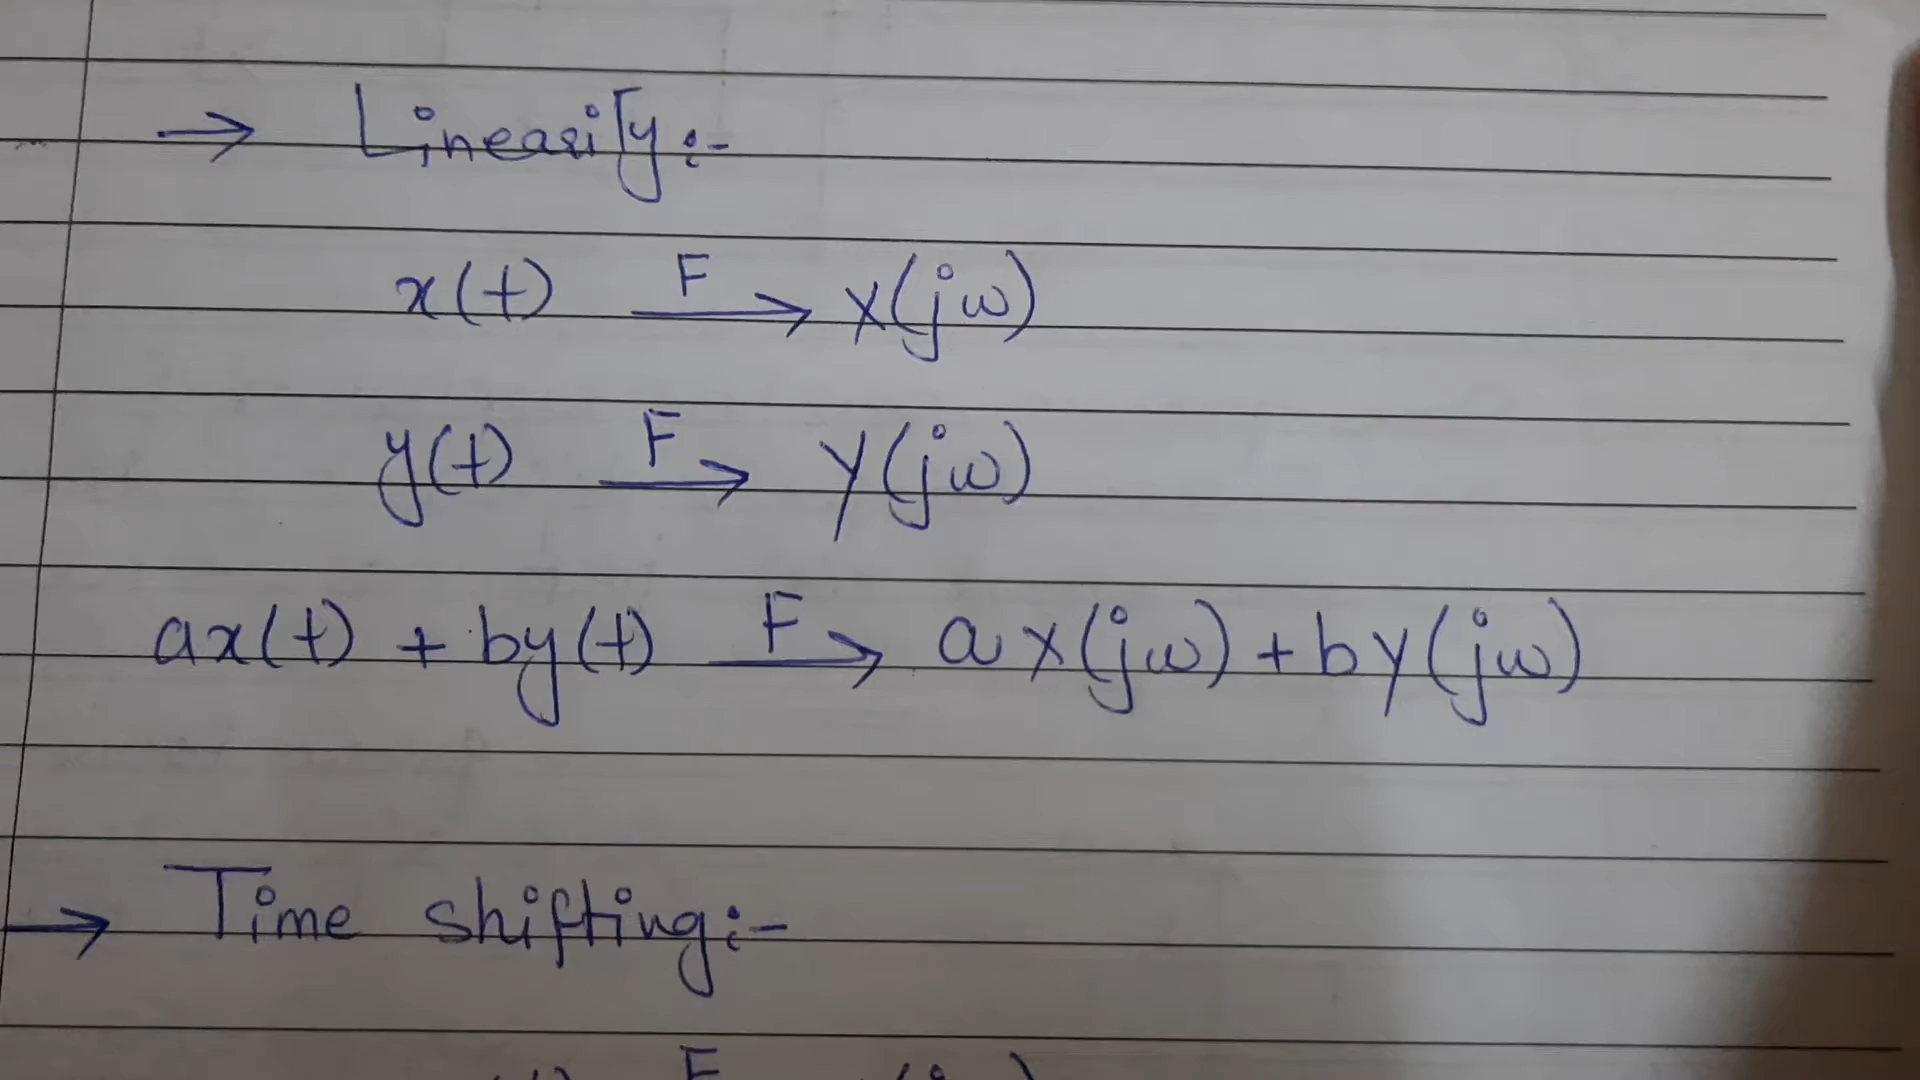 → Linearity:-
x(t) F→ X(jω)
y(t) F→ Y(jω)
ax(t) + by(t) F→ aX(jω) + bY(jω)
→ Time shifting:-
F